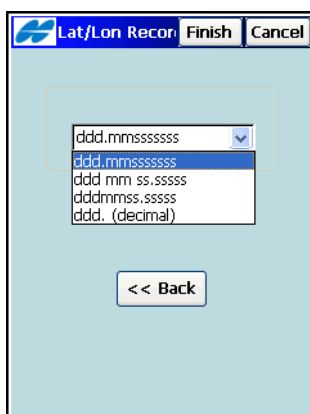 Lat/Lon Recor Finish Cancel
ddd.mmsssssss
ddd.mmsssssss
ddd mm ss.sssss
dddmmss.sssss
ddd. (decimal)
<< Back